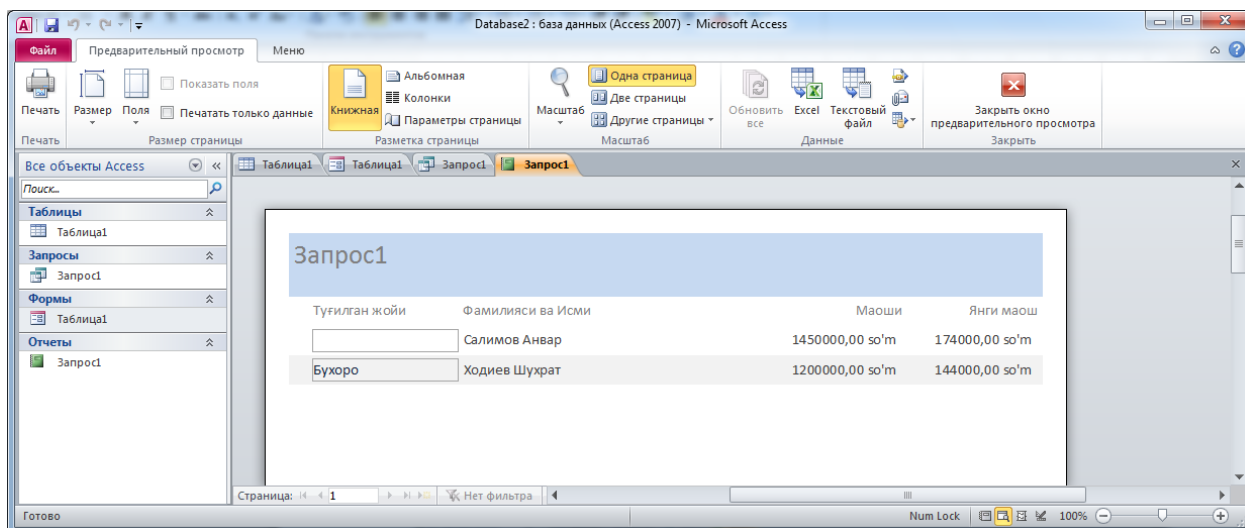 Database2 : база данных (Access 2007) - Microsoft Access
Файл Предварительный просмотр Меню
Печать
Размер
Поля
Показать поля
Печатать только данные
Книжная
Альбомная
Колонки
Параметры страницы
Масштаб
Одна страница
Две страницы
Другие страницы
Обновить все
Excel
Текстовый файл
Закрыть окно
предварительного просмотра
Печать Размер страницы Разметка страницы Масштаб Данные Закрыть
Все объекты Access
Поиск...
Таблицы
Таблица1
Запросы
Запрос1
Формы
Таблица1
Отчеты
Запрос1
Таблица1 Таблица1 Запрос1 Запрос1
Запрос1
Туғилган жойи Фамилияси ва Исми Маоши Янги маош
Салимов Анвар 1450000,00 so'm 174000,00 so'm
Бухоро Ходиев Шухрат 1200000,00 so'm 144000,00 so'm
Страница: 1 Нет фильтра
Готово Num Lock 100%